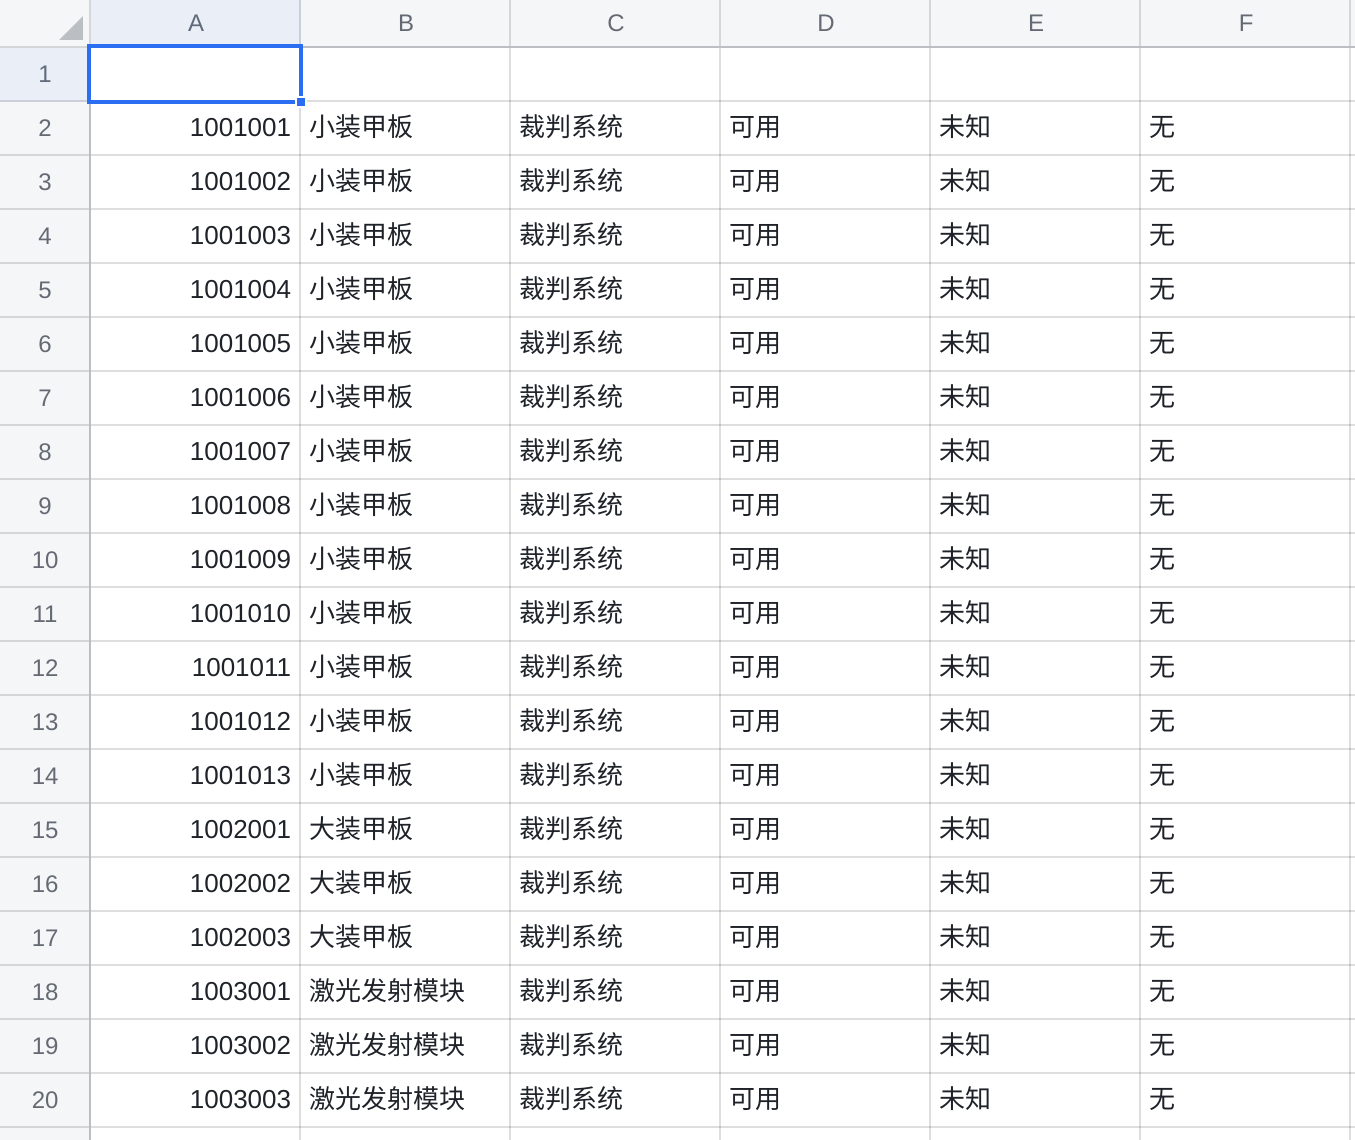 A B C D E F
1
2 1001001 小装甲板 裁判系统 可用 未知 无
3 1001002 小装甲板 裁判系统 可用 未知 无
4 1001003 小装甲板 裁判系统 可用 未知 无
5 1001004 小装甲板 裁判系统 可用 未知 无
6 1001005 小装甲板 裁判系统 可用 未知 无
7 1001006 小装甲板 裁判系统 可用 未知 无
8 1001007 小装甲板 裁判系统 可用 未知 无
9 1001008 小装甲板 裁判系统 可用 未知 无
10 1001009 小装甲板 裁判系统 可用 未知 无
11 1001010 小装甲板 裁判系统 可用 未知 无
12 1001011 小装甲板 裁判系统 可用 未知 无
13 1001012 小装甲板 裁判系统 可用 未知 无
14 1001013 小装甲板 裁判系统 可用 未知 无
15 1002001 大装甲板 裁判系统 可用 未知 无
16 1002002 大装甲板 裁判系统 可用 未知 无
17 1002003 大装甲板 裁判系统 可用 未知 无
18 1003001 激光发射模块 裁判系统 可用 未知 无
19 1003002 激光发射模块 裁判系统 可用 未知 无
20 1003003 激光发射模块 裁判系统 可用 未知 无